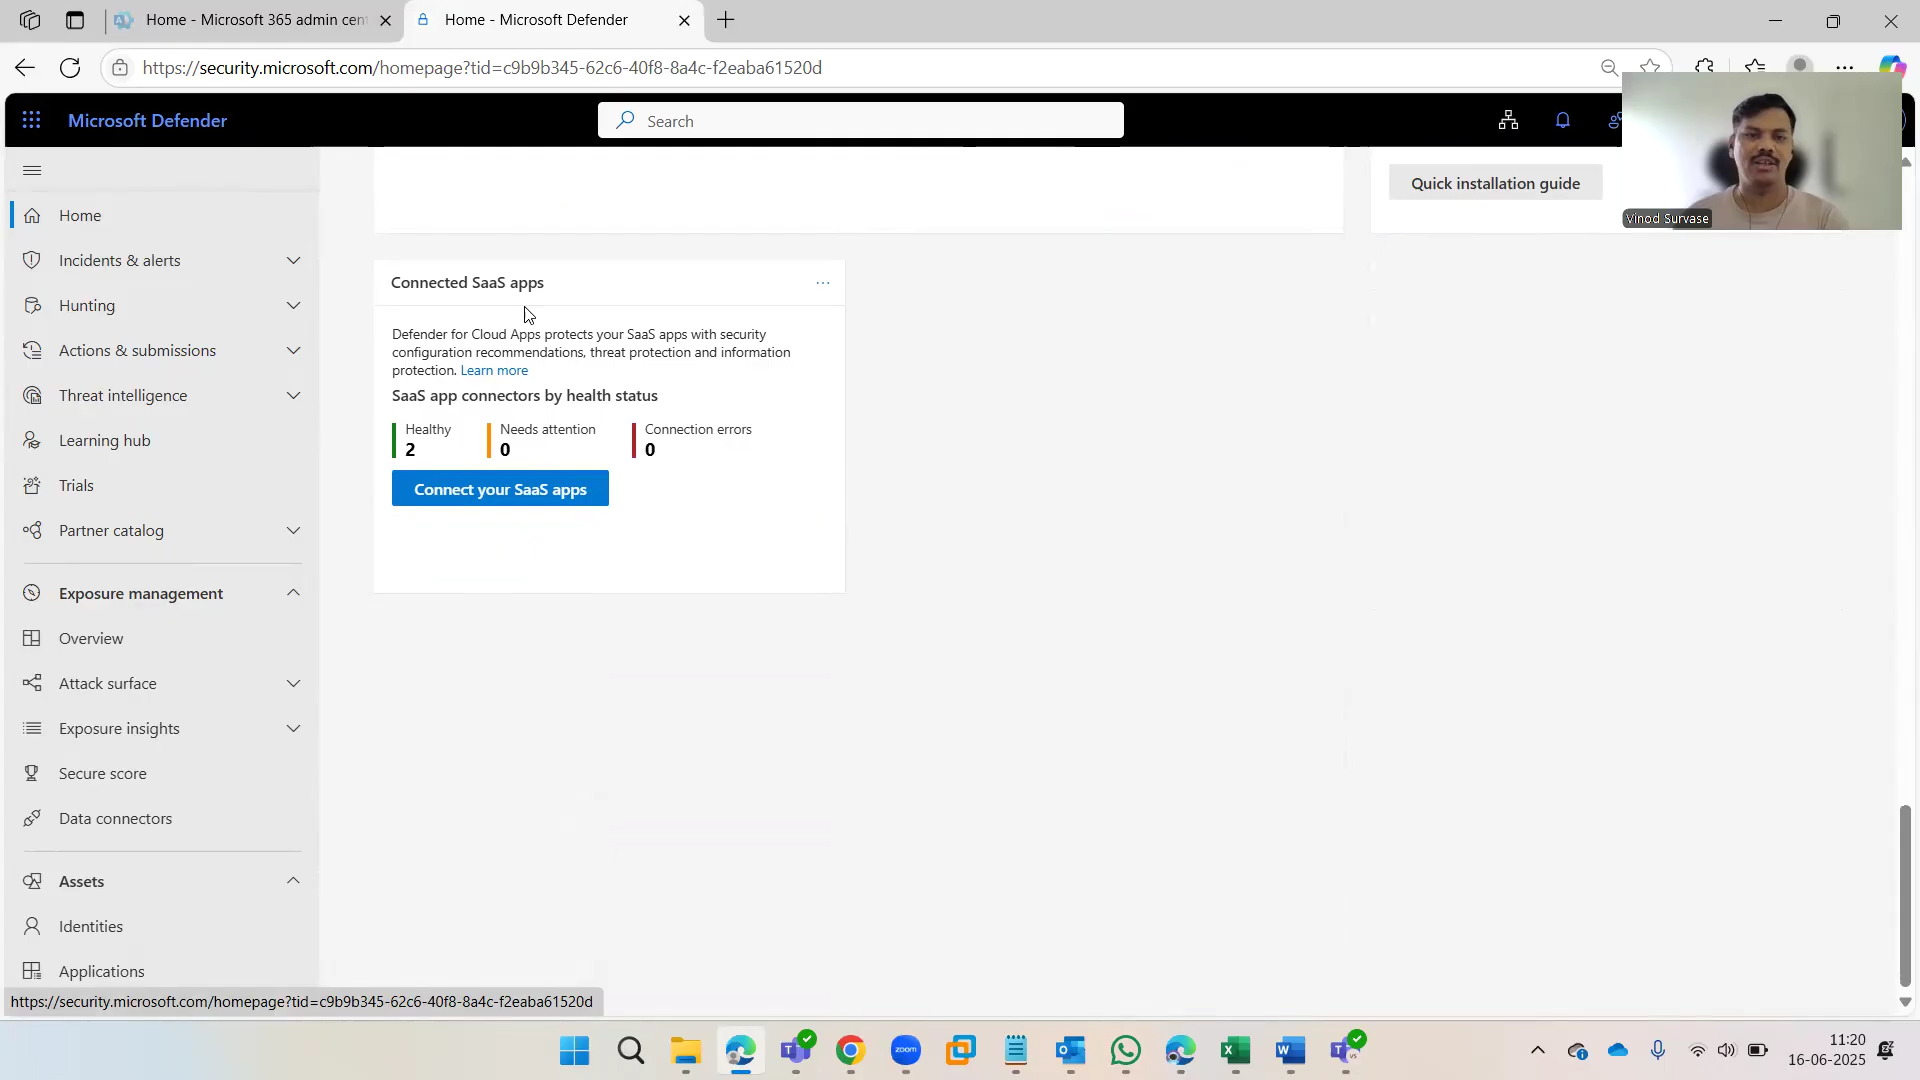 Home - Microsoft 365 admin cen
Home - Microsoft Defender
https://security.microsoft.com/homepage?tid=c9b9b345-62c6-40f8-8a4c-f2eaba61520d
Microsoft Defender
Search
Quick installation guide
Vinod Survase
Home
Incidents & alerts
Hunting
Actions & submissions
Threat intelligence
Learning hub
Trials
Partner catalog
Exposure management
Overview
Attack surface
Exposure insights
Secure score
Data connectors
Assets
Identities
Applications
Connected SaaS apps
Defender for Cloud Apps protects your SaaS apps with security
configuration recommendations, threat protection and information
protection. Learn more
SaaS app connectors by health status
Healthy Needs attention Connection errors
2 0 0
Connect your SaaS apps
https://security.microsoft.com/homepage?tid=c9b9b345-62c6-40f8-8a4c-f2eaba61520d
zoom
11:20
16-06-2025